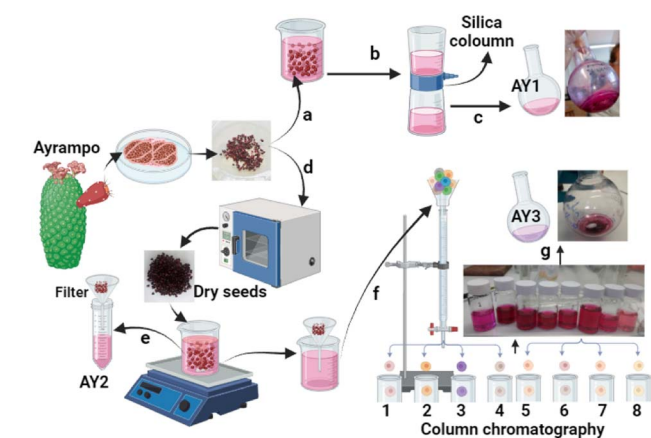 Silica
coloumn
b
AY1
a
c
Ayrampo
d
AY3
g
f
Dry seeds
Filter
e
AY2
1 2 3 4 5 6 7 8
Column chromatography